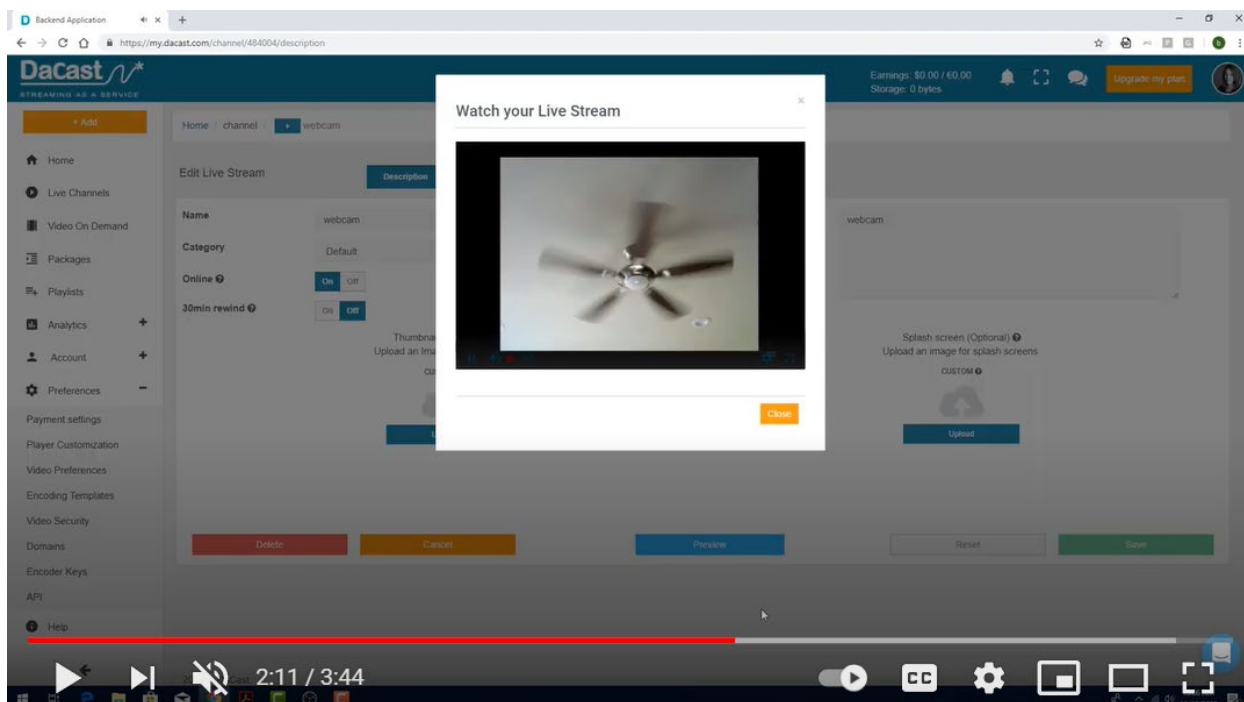 Backend Application
https://my.dacast.com/channel/484004/description
DaCast
STREAMING AS A SERVICE
Earnings: $0.00 / €0.00
Storage: 0 bytes
Upgrade my plan
+ Add
Home / channel / + webcam
Watch your Live Stream
×
Home
Live Channels
Video On Demand
Packages
Playlists
Analytics +
Account +
Preferences −
Payment settings
Player Customization
Video Preferences
Encoding Templates
Video Security
Domains
Encoder Keys
API
Help
Edit Live Stream
Description
Name
webcam
webcam
Category
Default
Online
On Off
30min rewind
On Off
Upload an
Splash screen (Optional)
Upload an image for splash screens
CUSTOM
Upload
Close
Delete
Cancel
Preview
Reset
Save
2:11 / 3:44
CC